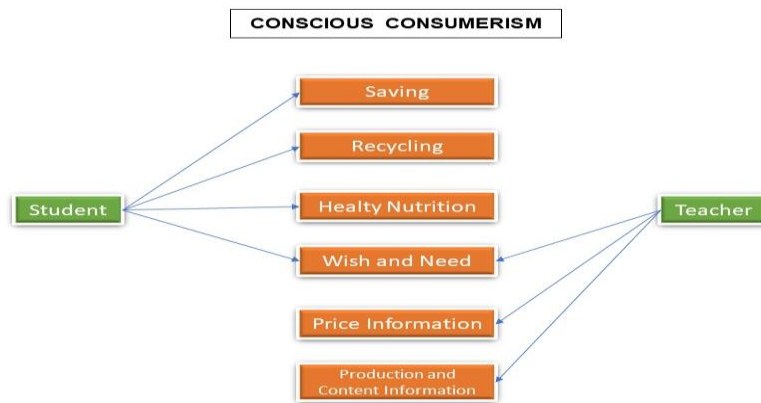 CONSCIOUS CONSUMERISM
Saving
Recycling
Student
Healty Nutrition
Teacher
Wish and Need
Price Information
Production and
Content Information